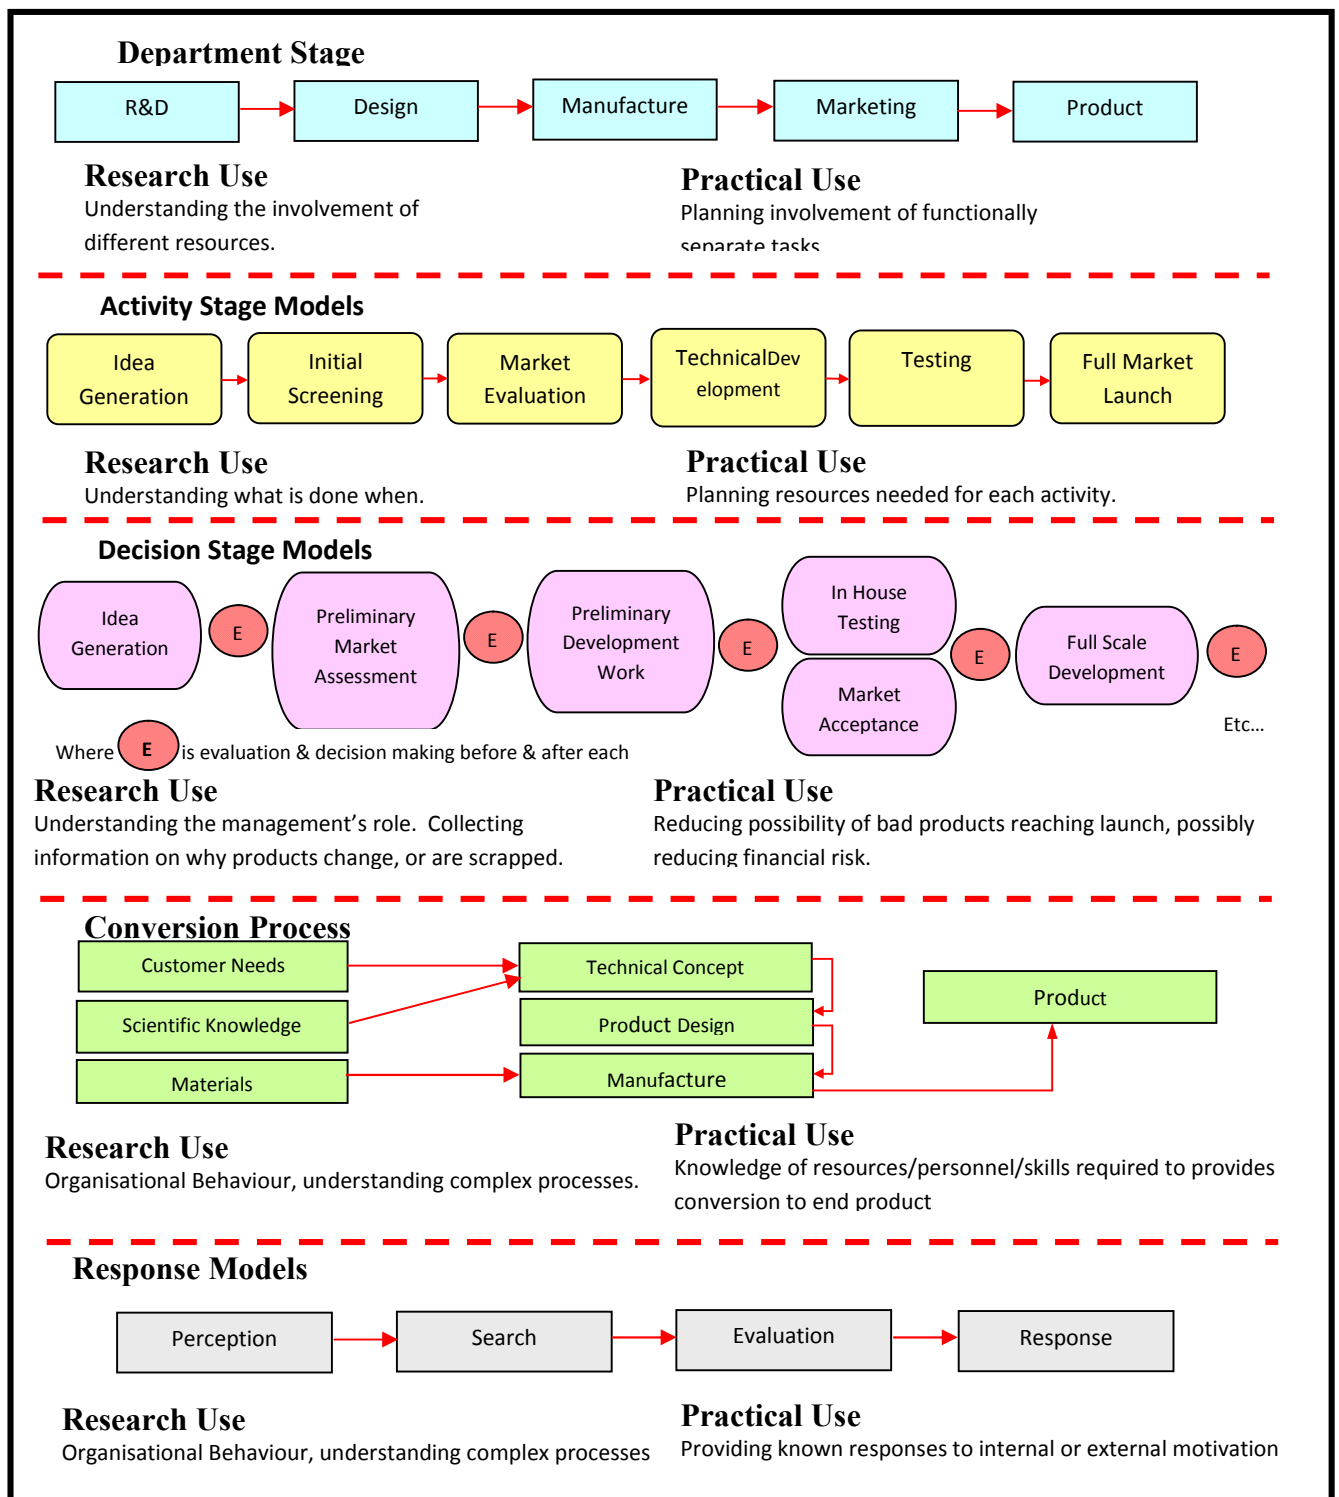 Department Stage
R&D
Design
Manufacture
Marketing
Product
Research Use
Understanding the involvement of
different resources.
Practical Use
Planning involvement of functionally
separate tasks
Activity Stage Models
Idea
Generation
Initial
Screening
Market
Evaluation
TechnicalDev
elopment
Testing
Full Market
Launch
Research Use
Understanding what is done when.
Practical Use
Planning resources needed for each activity.
Decision Stage Models
Idea
Generation
E
Preliminary
Market
Assessment
E
Preliminary
Development
Work
E
In House
Testing
Market
Acceptance
E
Full Scale
Development
E
Etc...
Where E is evaluation & decision making before & after each
Research Use
Understanding the management’s role.  Collecting
information on why products change, or are scrapped.
Practical Use
Reducing possibility of bad products reaching launch, possibly
reducing financial risk.
Conversion Process
Customer Needs
Scientific Knowledge
Materials
Technical Concept
Product Design
Manufacture
Product
Research Use
Organisational Behaviour, understanding complex processes.
Practical Use
Knowledge of resources/personnel/skills required to provides
conversion to end product
Response Models
Perception
Search
Evaluation
Response
Research Use
Organisational Behaviour, understanding complex processes
Practical Use
Providing known responses to internal or external motivation